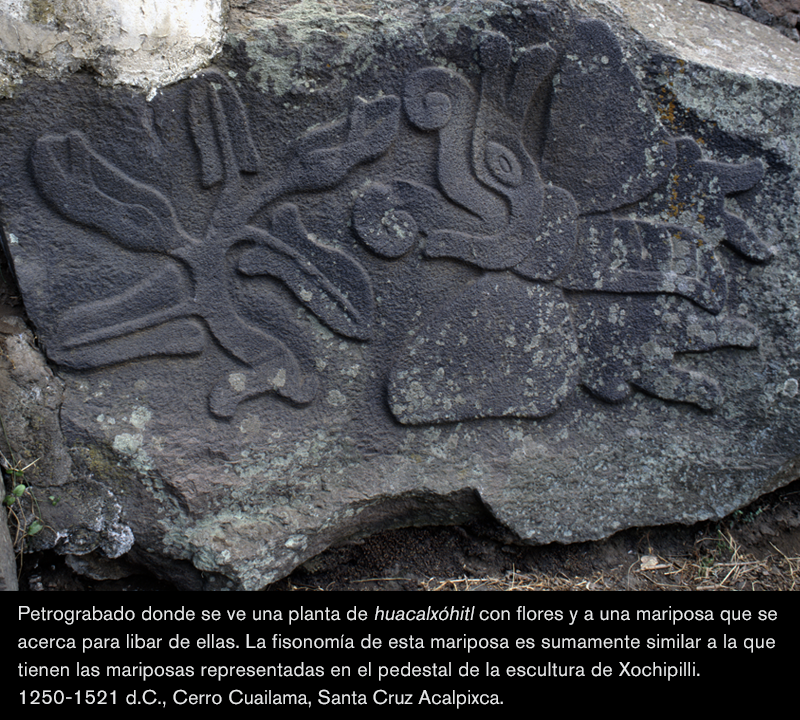 Petrograbado donde se ve una planta de huacalxóhitl con flores y a una mariposa que se
acerca para libar de ellas. La fisonomía de esta mariposa es sumamente similar a la que
tienen las mariposas representadas en el pedestal de la escultura de Xochipilli.
1250-1521 d.C., Cerro Cuailama, Santa Cruz Acalpixca.